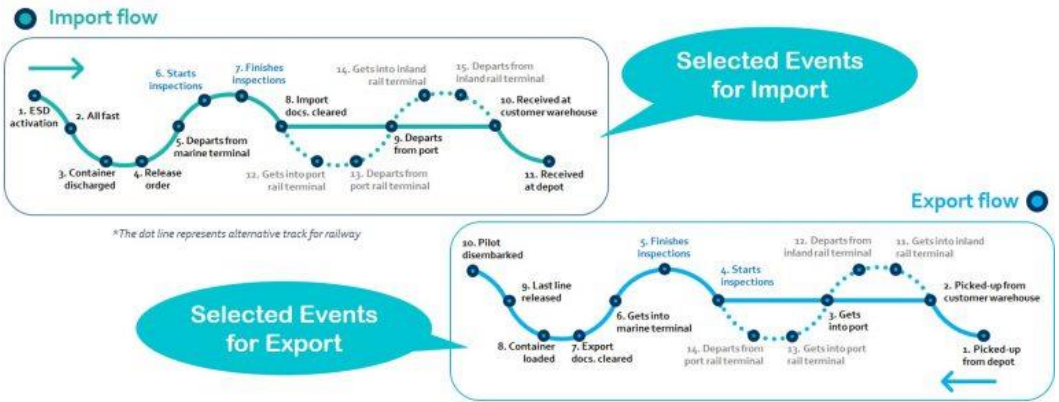 Import flow
1. ESD
activation
2. All fast
3. Container
discharged
4. Release
order
5. Departs from
marine terminal
6. Starts
inspections
7. Finishes
inspections
8. Import
docs. cleared
12. Gets into port
rail terminal
13. Departs from
port rail terminal
9. Departs
from port
14. Gets into inland
rail terminal
15. Departs from
inland rail terminal
10. Received at
customer warehouse
11. Received
at depot
Selected Events
for Import
*The dot line represents alternative track for railway
Export flow
10. Pilot
disembarked
9. Last line
released
8. Container
loaded
7. Export
docs. cleared
6. Gets into
marine terminal
5. Finishes
inspections
4. Starts
inspections
14. Departs from
port rail terminal
13. Gets into port
rail terminal
3. Gets
into port
12. Departs from
inland rail terminal
11. Gets into inland
rail terminal
2. Picked-up from
customer warehouse
1. Picked-up
from depot
Selected Events
for Export